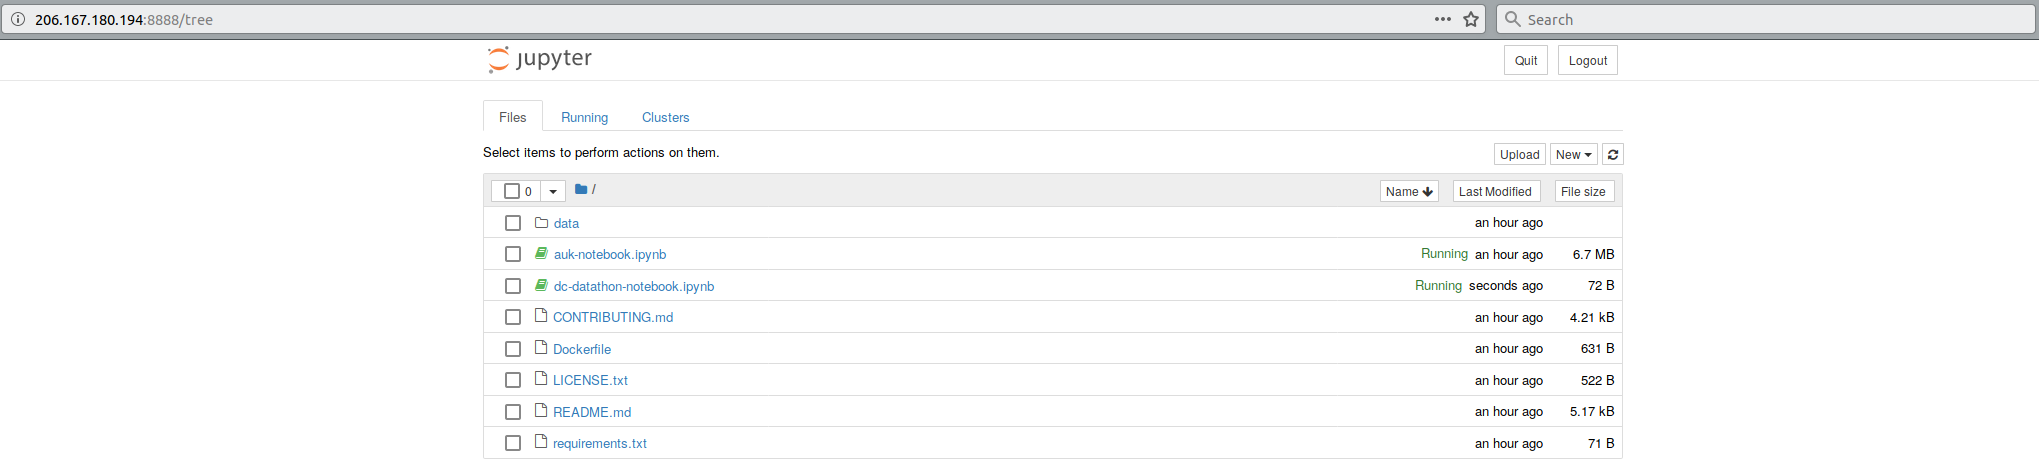 206.167.180.194:8888/tree
Search
jupyter
Quit
Logout
Files
Running
Clusters
Select items to perform actions on them.
Upload
New
0
/
Name
Last Modified
File size
data
an hour ago
auk-notebook.ipynb
Running
an hour ago
6.7 MB
dc-datathon-notebook.ipynb
Running
seconds ago
72 B
CONTRIBUTING.md
an hour ago
4.21 kB
Dockerfile
an hour ago
631 B
LICENSE.txt
an hour ago
522 B
README.md
an hour ago
5.17 kB
requirements.txt
an hour ago
71 B